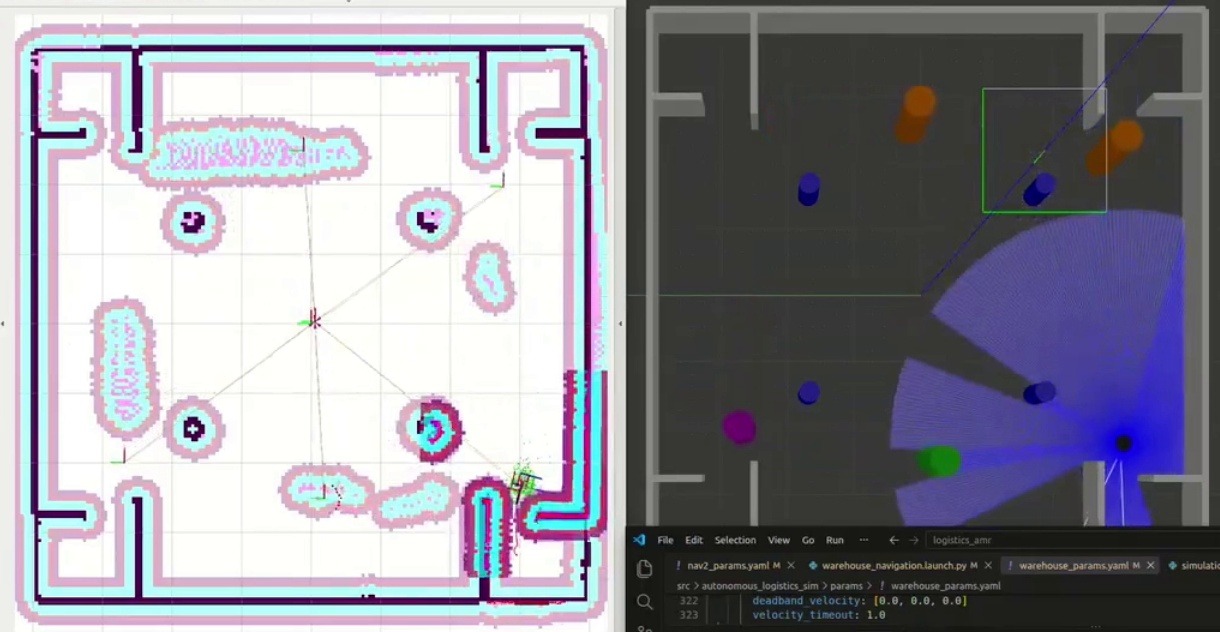 File Edit Selection View Go Run ··· ← → logistics_amr
! nav2_params.yaml M × warehouse_navigation.launch.py M × ! warehouse_params.yaml M × simulatio
src > autonomous_logistics_sim > params > ! warehouse_params.yaml
322 deadband_velocity: [0.0, 0.0, 0.0]
323 velocity_timeout: 1.0